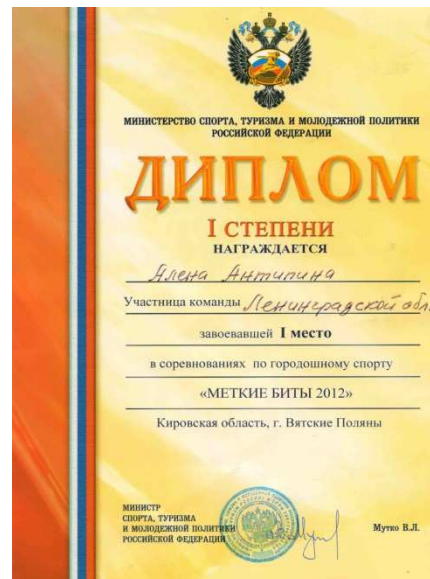 МИНИСТЕРСТВО СПОРТА, ТУРИЗМА И МОЛОДЕЖНОЙ ПОЛИТИКИ
РОССИЙСКОЙ ФЕДЕРАЦИИ
ДИПЛОМ
I СТЕПЕНИ
НАГРАЖДАЕТСЯ
Алена Антипина
Участница команды Ленинградской обл.
завоевавшей I место
в соревнованиях по городошному спорту
«МЕТКИЕ БИТЫ 2012»
Кировская область, г. Вятские Поляны
МИНИСТР
СПОРТА, ТУРИЗМА
И МОЛОДЕЖНОЙ ПОЛИТИКИ
РОССИЙСКОЙ ФЕДЕРАЦИИ
Мутко В.Л.